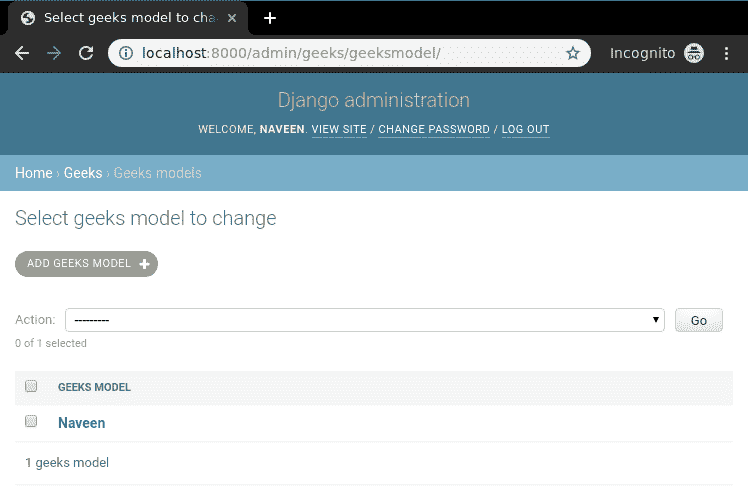 Select geeks model to cha
localhost:8000/admin/geeks/geeksmodel/
Incognito
Django administration
WELCOME, NAVEEN. VIEW SITE / CHANGE PASSWORD / LOG OUT
Home › Geeks › Geeks models
Select geeks model to change
ADD GEEKS MODEL +
Action: --------- Go
0 of 1 selected
GEEKS MODEL
Naveen
1 geeks model